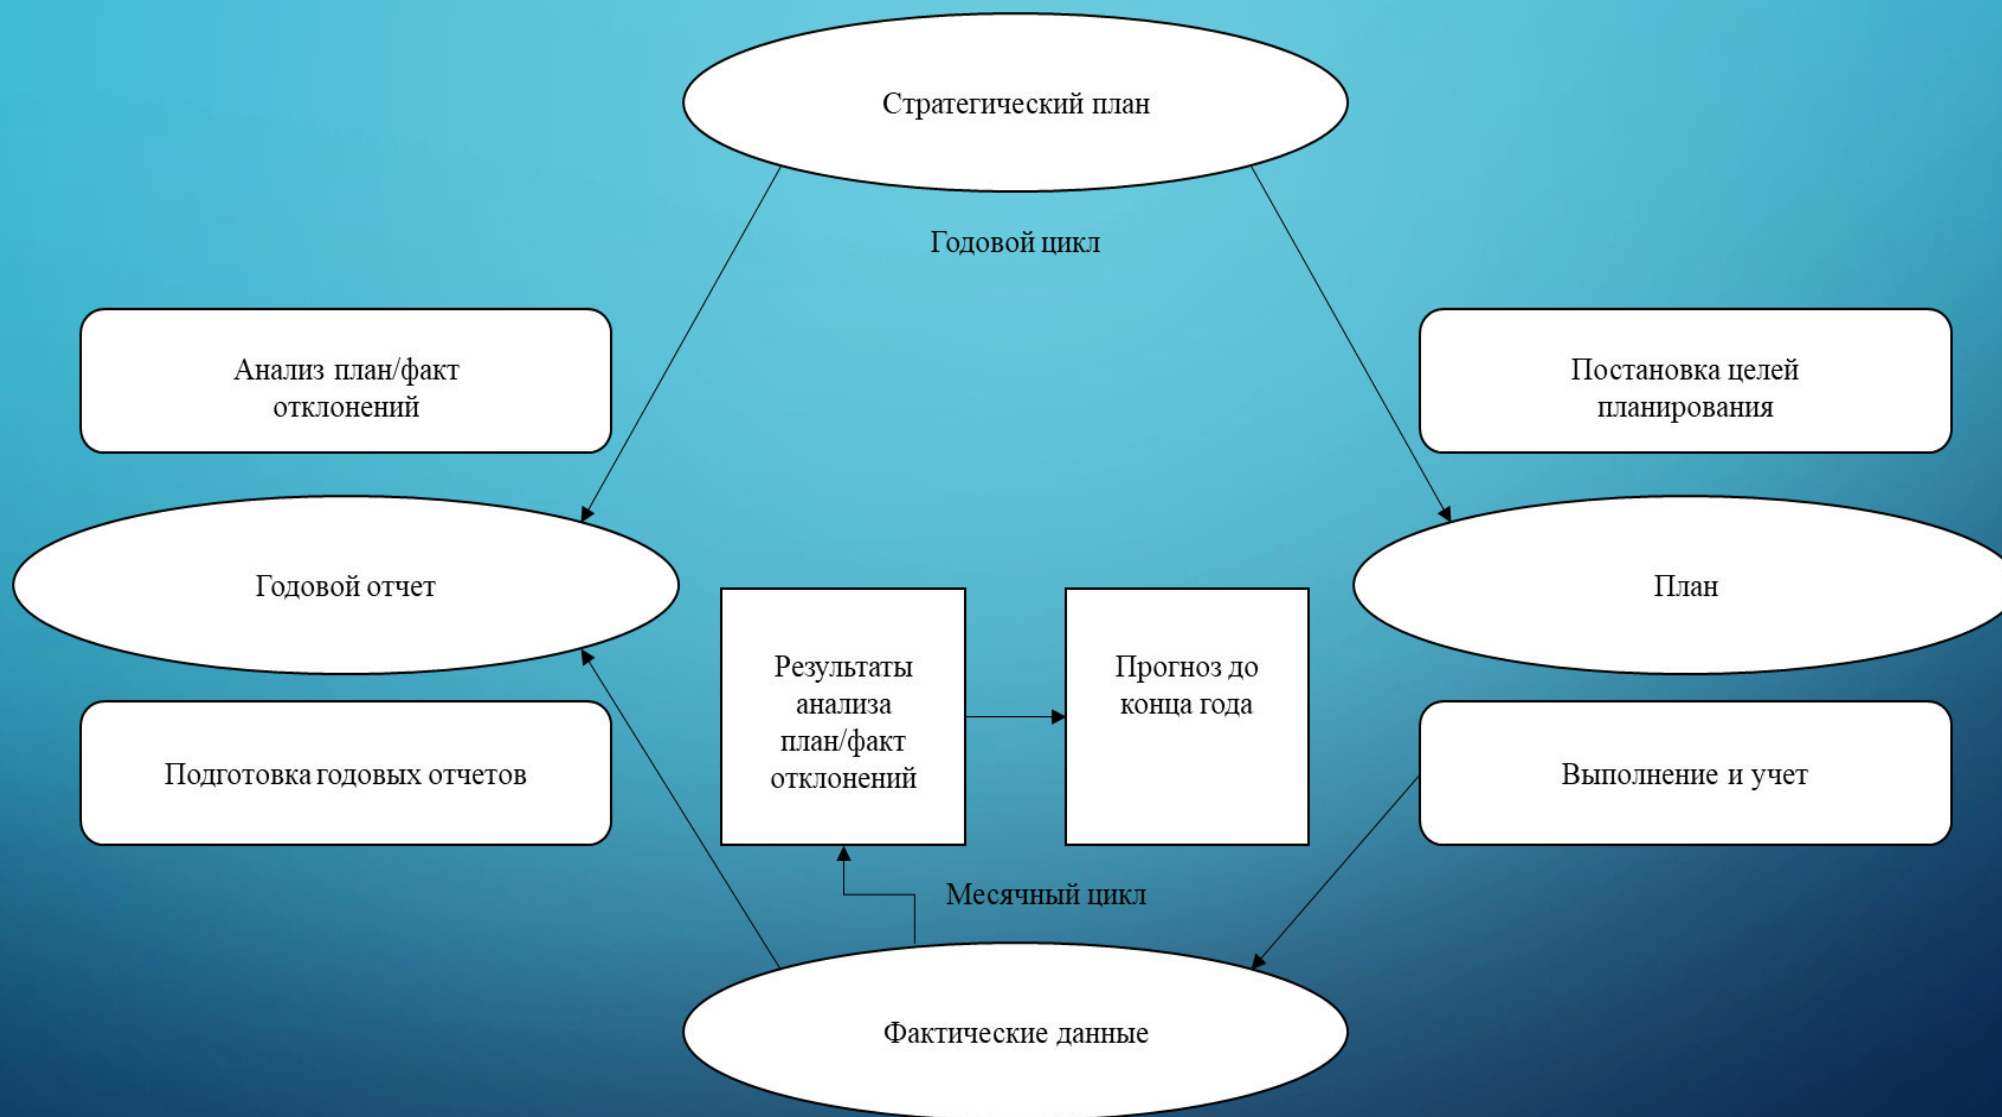 Стратегический план
Годовой цикл
Анализ план/факт
отклонений
Постановка целей
планирования
Годовой отчет
План
Результаты
анализа
план/факт
отклонений
Прогноз до
конца года
Подготовка годовых отчетов
Выполнение и учет
Месячный цикл
Фактические данные